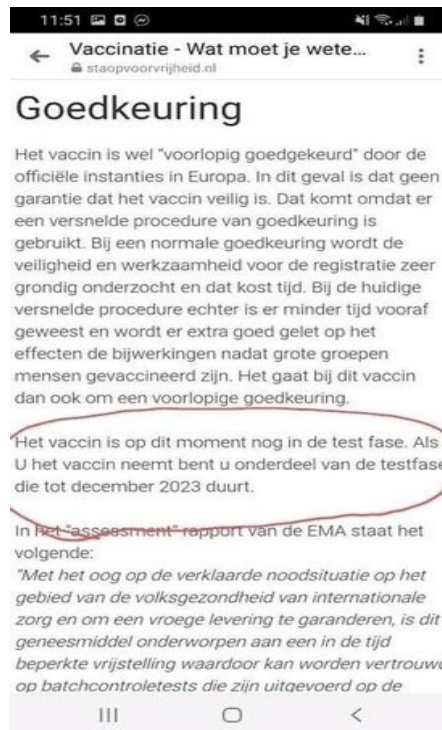 11:51
Vaccinatie - Wat moet je wete...
staopvoorvrijheid.nl
Goedkeuring
Het vaccin is wel "voorlopig goedgekeurd" door de
officiële instanties in Europa. In dit geval is dat geen
garantie dat het vaccin veilig is. Dat komt omdat er
een versnelde procedure van goedkeuring is
gebruikt. Bij een normale goedkeuring wordt de
veiligheid en werkzaamheid voor de registratie zeer
grondig onderzocht en dat kost tijd. Bij de huidige
versnelde procedure echter is er minder tijd vooraf
geweest en wordt er extra goed gelet op het
effecten de bijwerkingen nadat grote groepen
mensen gevaccineerd zijn. Het gaat bij dit vaccin
dan ook om een voorlopige goedkeuring.
Het vaccin is op dit moment nog in de test fase. Als
U het vaccin neemt bent u onderdeel van de testfase
die tot december 2023 duurt.
In het "assessment" rapport van de EMA staat het
volgende:
"Met het oog op de verklaarde noodsituatie op het
gebied van de volksgezondheid van internationale
zorg en om een vroege levering te garanderen, is dit
geneesmiddel onderworpen aan een in de tijd
beperkte vrijstelling waardoor kan worden vertrouwd
op batchcontroletests die zijn uitgevoerd op de